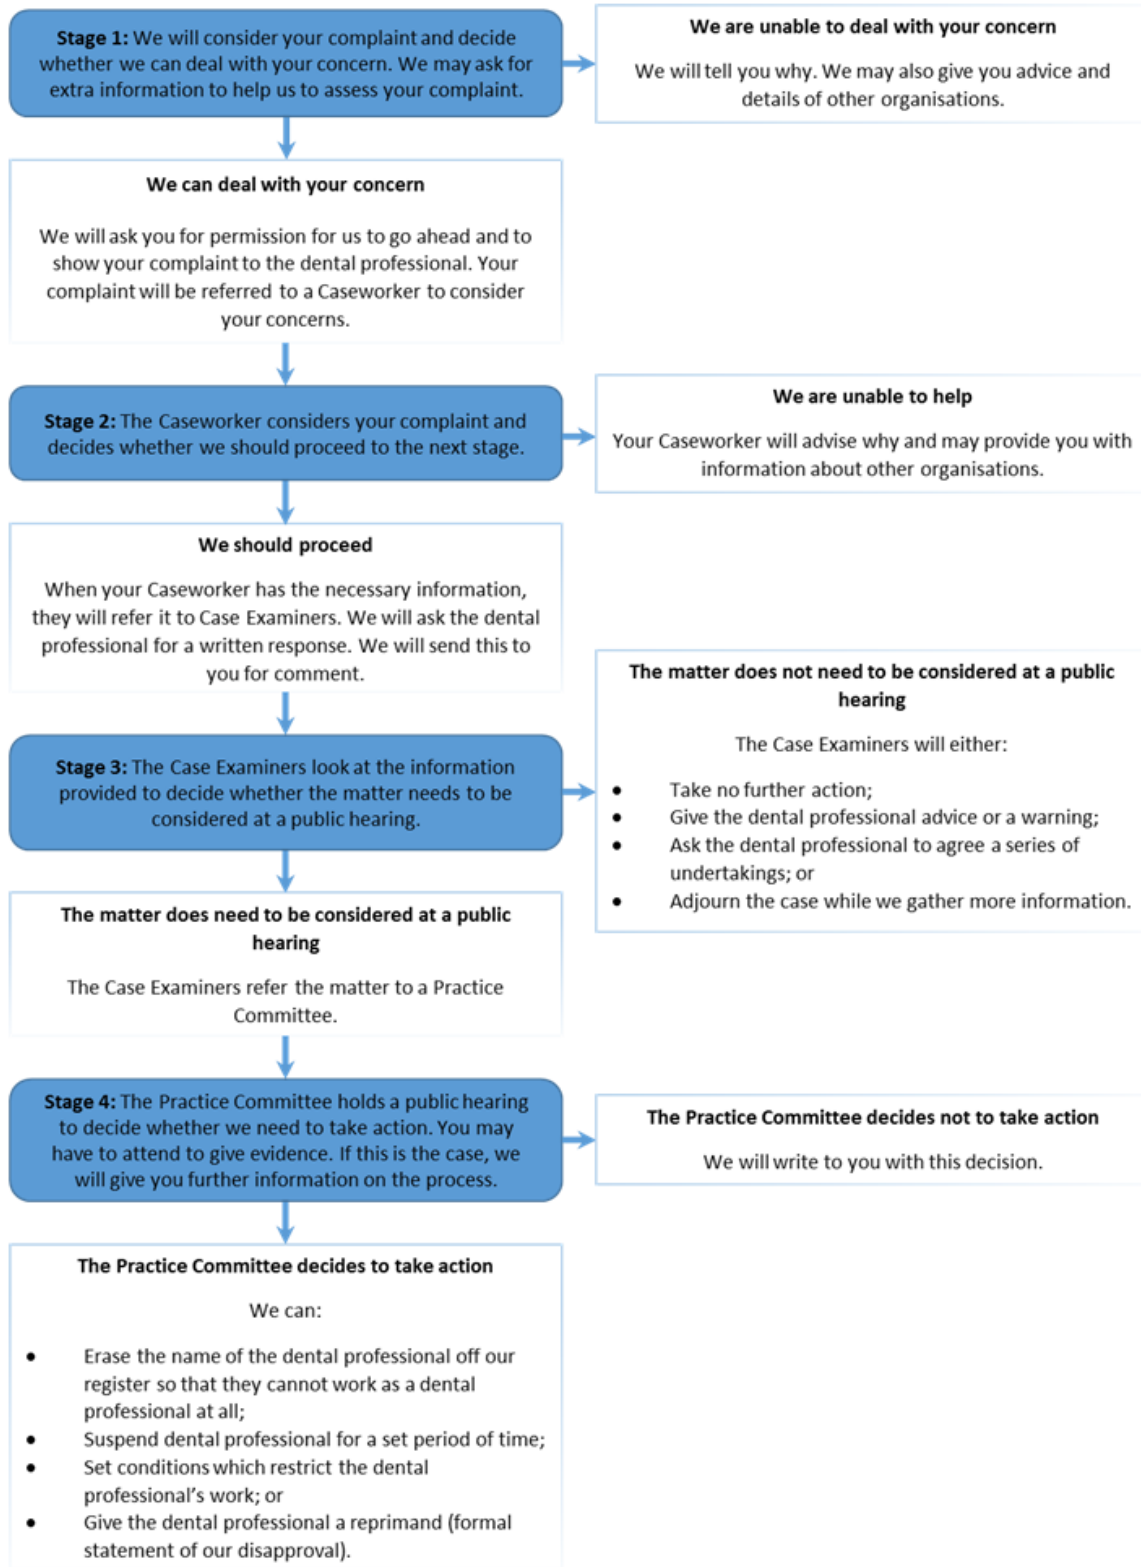 Stage 1: We will consider your complaint and decide
whether we can deal with your concern. We may ask for
extra information to help us to assess your complaint.
We are unable to deal with your concern
We will tell you why. We may also give you advice and
details of other organisations.
We can deal with your concern
We will ask you for permission for us to go ahead and to
show your complaint to the dental professional. Your
complaint will be referred to a Caseworker to consider
your concerns.
Stage 2: The Caseworker considers your complaint and
decides whether we should proceed to the next stage.
We are unable to help
Your Caseworker will advise why and may provide you with
information about other organisations.
We should proceed
When your Caseworker has the necessary information,
they will refer it to Case Examiners. We will ask the dental
professional for a written response. We will send this to
you for comment.
Stage 3: The Case Examiners look at the information
provided to decide whether the matter needs to be
considered at a public hearing.
The matter does not need to be considered at a public
hearing
The Case Examiners will either:
• Take no further action;
• Give the dental professional advice or a warning;
• Ask the dental professional to agree a series of
undertakings; or
• Adjourn the case while we gather more information.
The matter does need to be considered at a public
hearing
The Case Examiners refer the matter to a Practice
Committee.
Stage 4: The Practice Committee holds a public hearing
to decide whether we need to take action. You may
have to attend to give evidence. If this is the case, we
will give you further information on the process.
The Practice Committee decides not to take action
We will write to you with this decision.
The Practice Committee decides to take action
We can:
• Erase the name of the dental professional off our
register so that they cannot work as a dental
professional at all;
• Suspend dental professional for a set period of time;
• Set conditions which restrict the dental
professional's work; or
• Give the dental professional a reprimand (formal
statement of our disapproval).